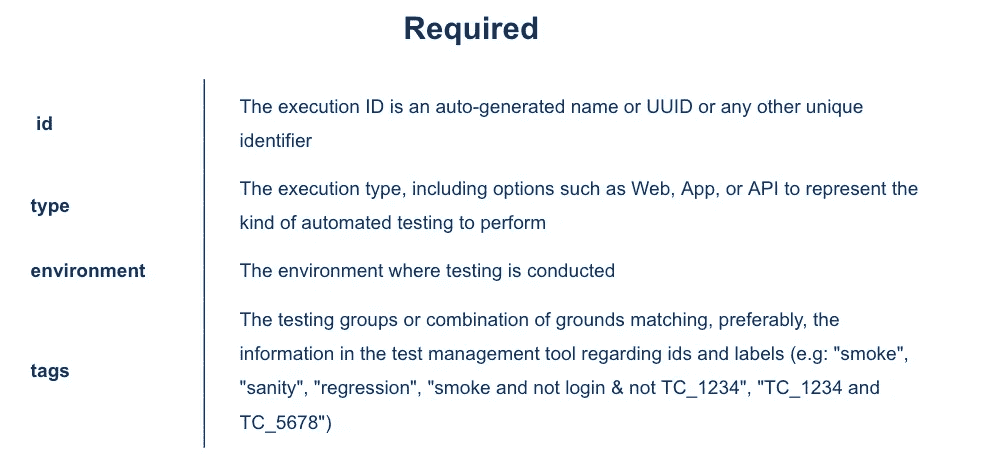 Required
id
The execution ID is an auto-generated name or UUID or any other unique
identifier
type
The execution type, including options such as Web, App, or API to represent the
kind of automated testing to perform
environment
The environment where testing is conducted
tags
The testing groups or combination of grounds matching, preferably, the
information in the test management tool regarding ids and labels (e.g: "smoke",
"sanity", "regression", "smoke and not login & not TC_1234", "TC_1234 and
TC_5678")